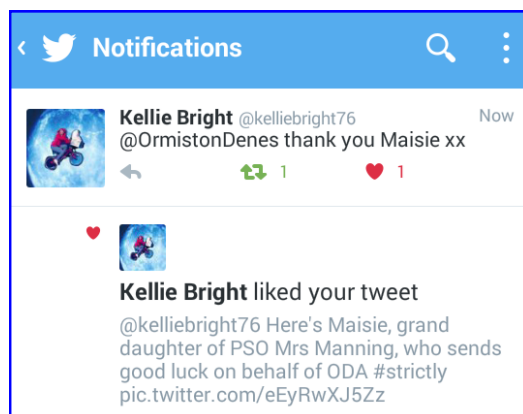 Notifications
Kellie Bright @kelliebright76 Now
@OrmistonDenes thank you Maisie xx
1 1
Kellie Bright liked your tweet
@kelliebright76 Here's Maisie, grand
daughter of PSO Mrs Manning, who sends
good luck on behalf of ODA #strictly
pic.twitter.com/eEyRwXJ5Zz